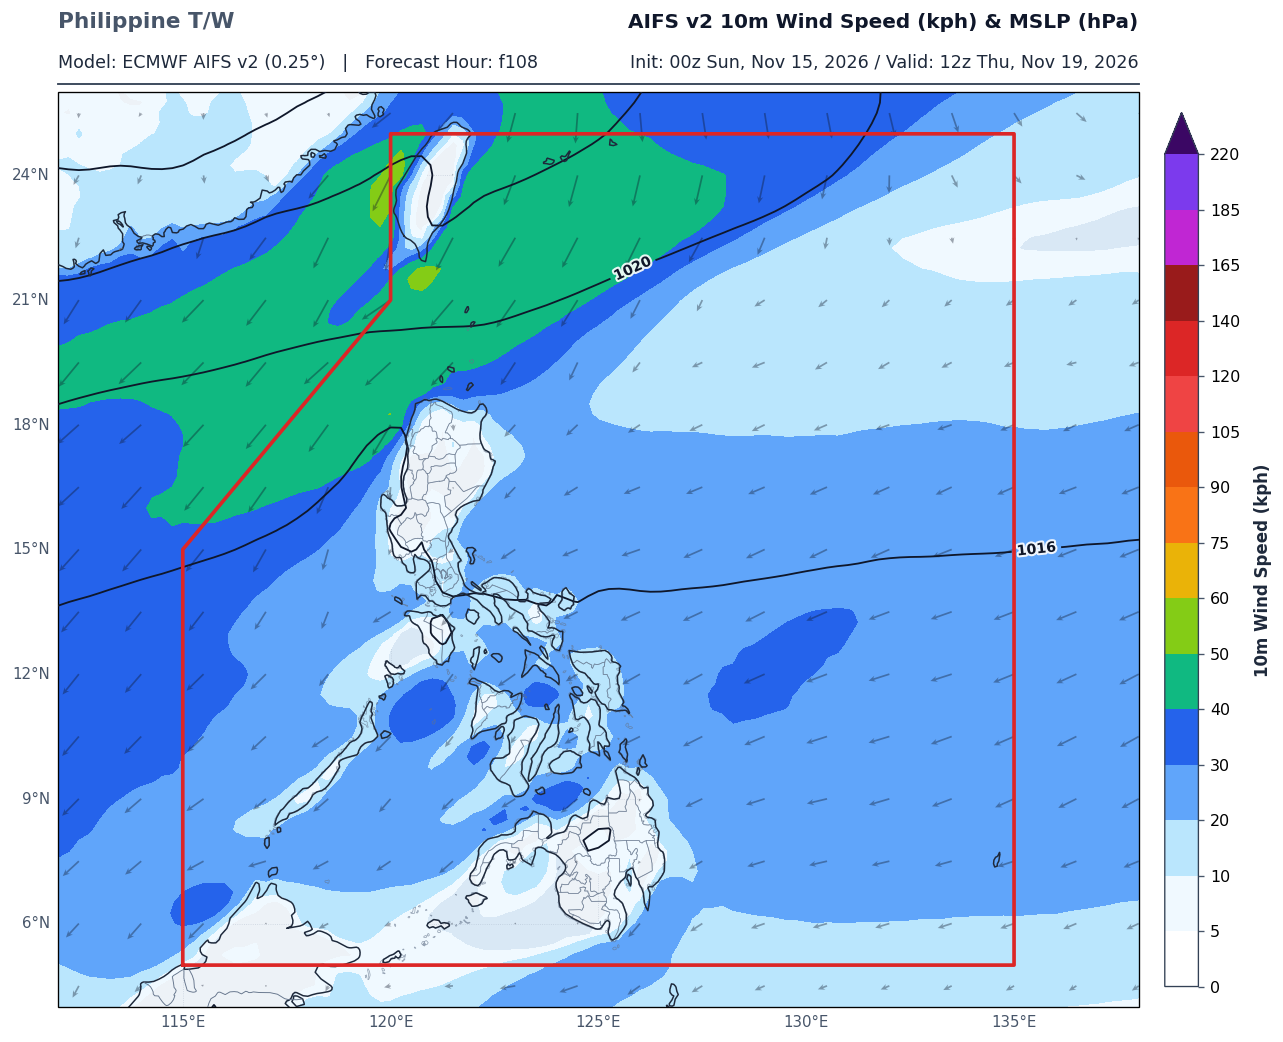 Philippine T/W
AIFS v2 10m Wind Speed (kph) & MSLP (hPa)
Model: ECMWF AIFS v2 (0.25°) | Forecast Hour: f108
Init: 00z Sun, Nov 15, 2026 / Valid: 12z Thu, Nov 19, 2026
24°N
21°N
18°N
15°N
12°N
9°N
6°N
115°E
120°E
125°E
130°E
135°E
1020
1016
220
185
165
140
120
105
90
75
60
50
40
30
20
10
5
0
10m Wind Speed (kph)